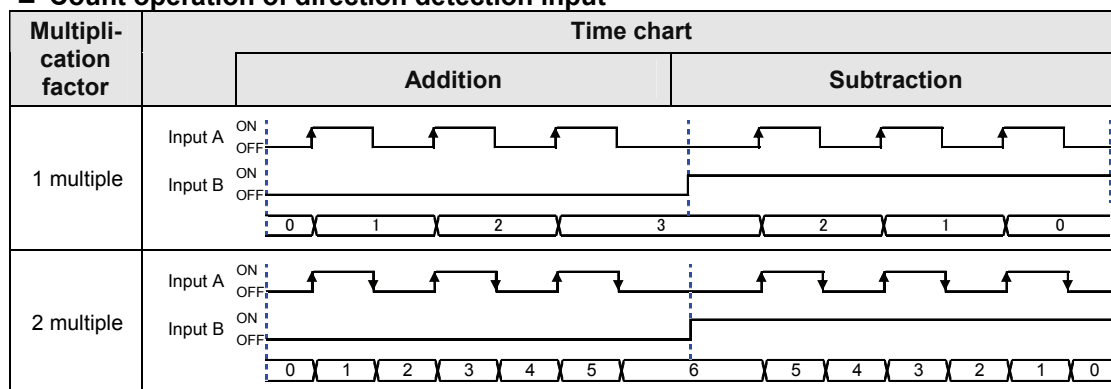 Count operation of direction detection input
Multipli-
cation
factor
Time chart
Addition
Subtraction
1 multiple
Input A
ON
OFF
Input B
ON
OFF
0 1 2 3 2 1 0
2 multiple
Input A
ON
OFF
Input B
ON
OFF
0 1 2 3 4 5 6 5 4 3 2 1 0